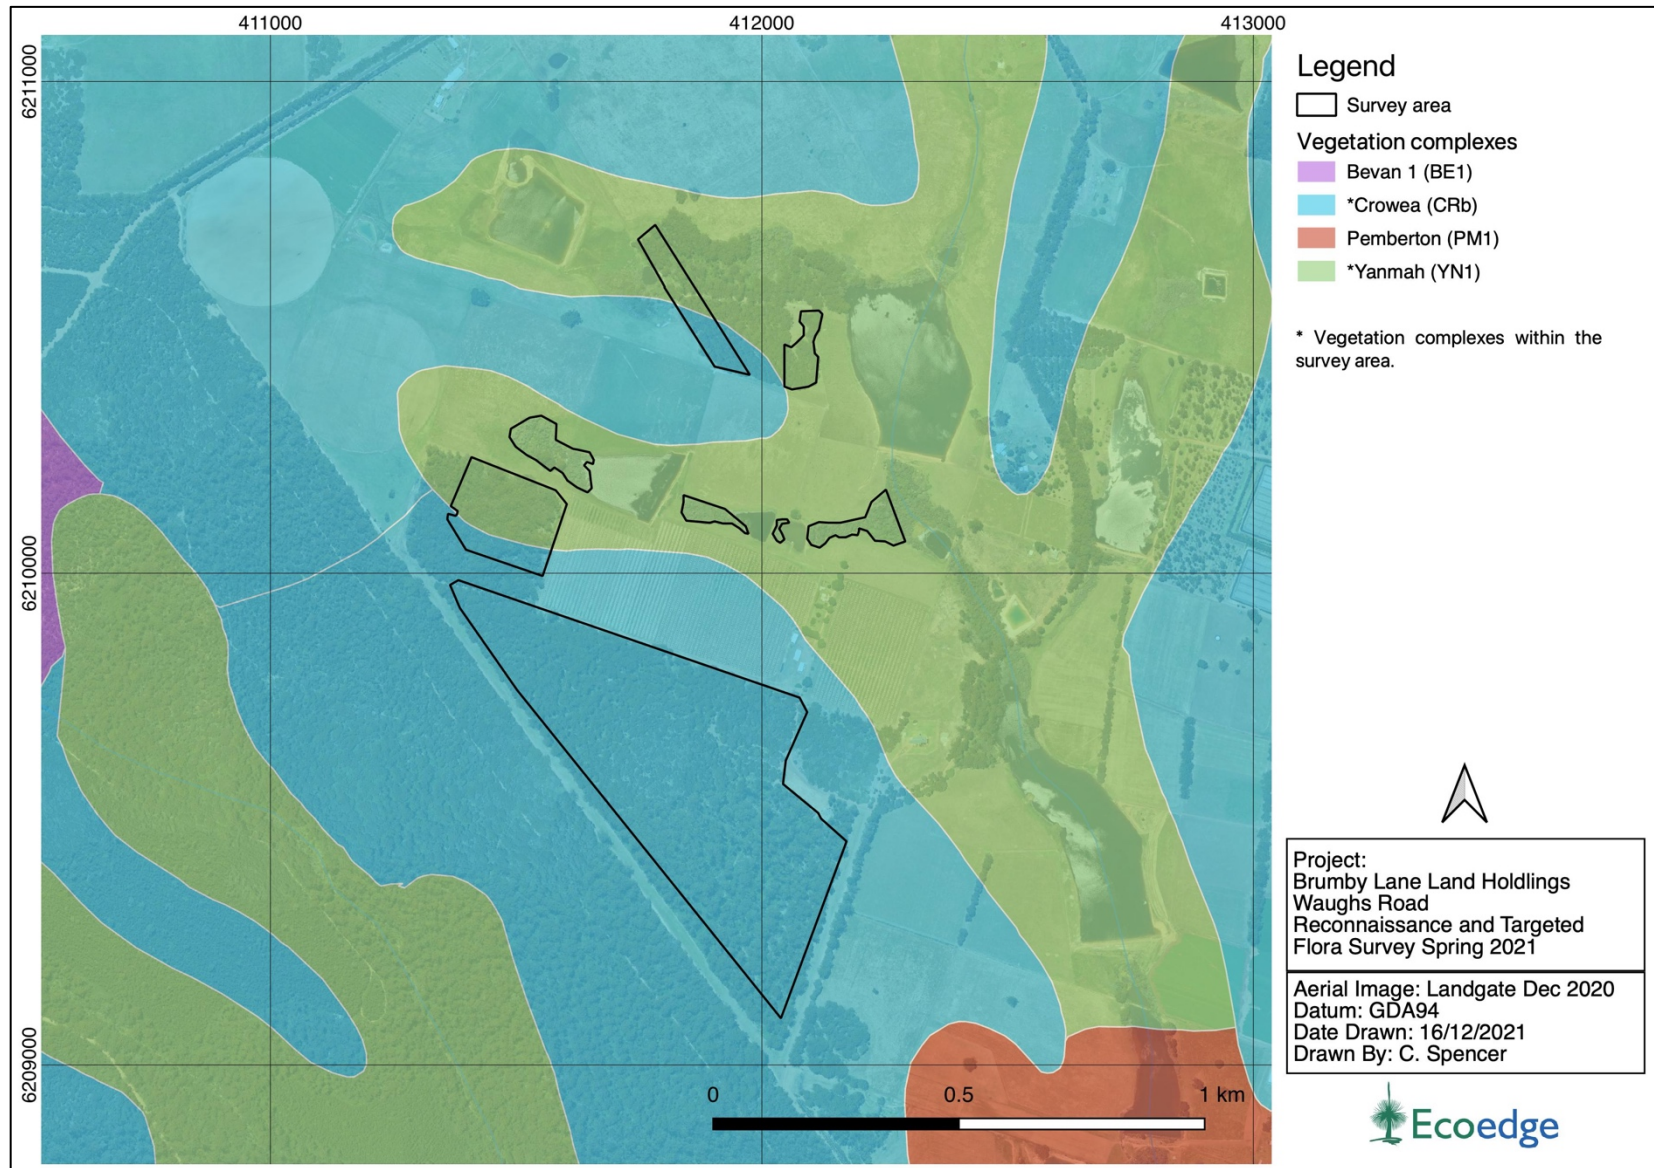 411000
412000
413000
6211000
6210000
6209000
Legend
Survey area
Vegetation complexes
Bevan 1 (BE1)
*Crowea (CRb)
Pemberton (PM1)
*Yanmah (YN1)
* Vegetation complexes within the
survey area.
Project:
Brumby Lane Land Holdlings
Waughs Road
Reconnaissance and Targeted
Flora Survey Spring 2021
Aerial Image: Landgate Dec 2020
Datum: GDA94
Date Drawn: 16/12/2021
Drawn By: C. Spencer
0
0.5
1 km
Ecoedge